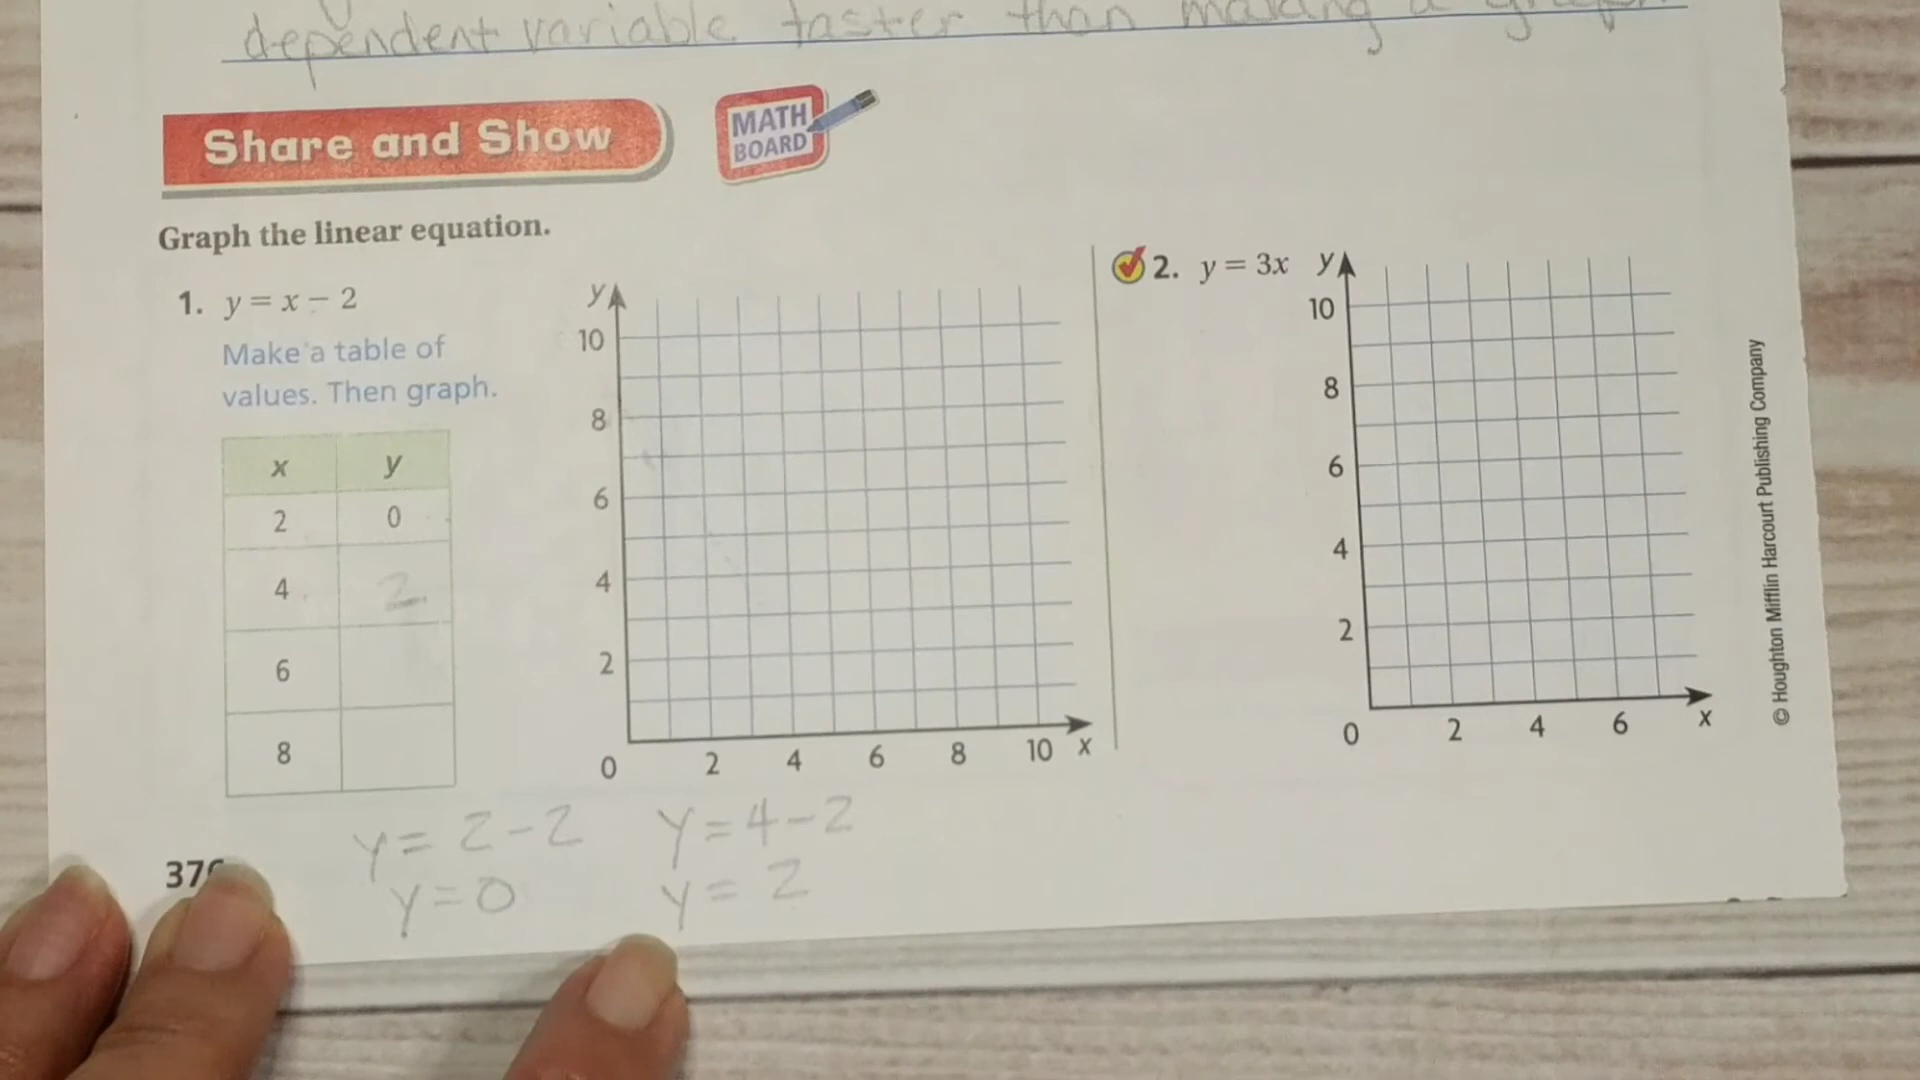 dependent variable faster than making a graph
Share and Show
MATH
BOARD
Graph the linear equation.
1. y = x − 2
Make a table of
values. Then graph.
x y
2 0
4 2
6
8
y
10
8
6
4
2
0 2 4 6 8 10 x
2. y = 3x
y
10
8
6
4
2
0 2 4 6 x
© Houghton Mifflin Harcourt Publishing Company
y = 2 − 2
y = 0
y = 4 − 2
y = 2